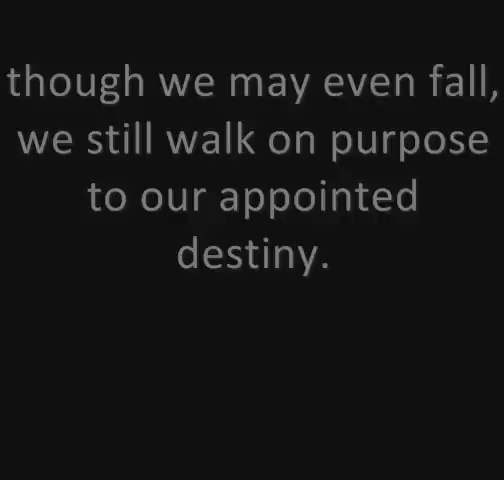 though we may even fall,
we still walk on purpose
to our appointed
destiny.